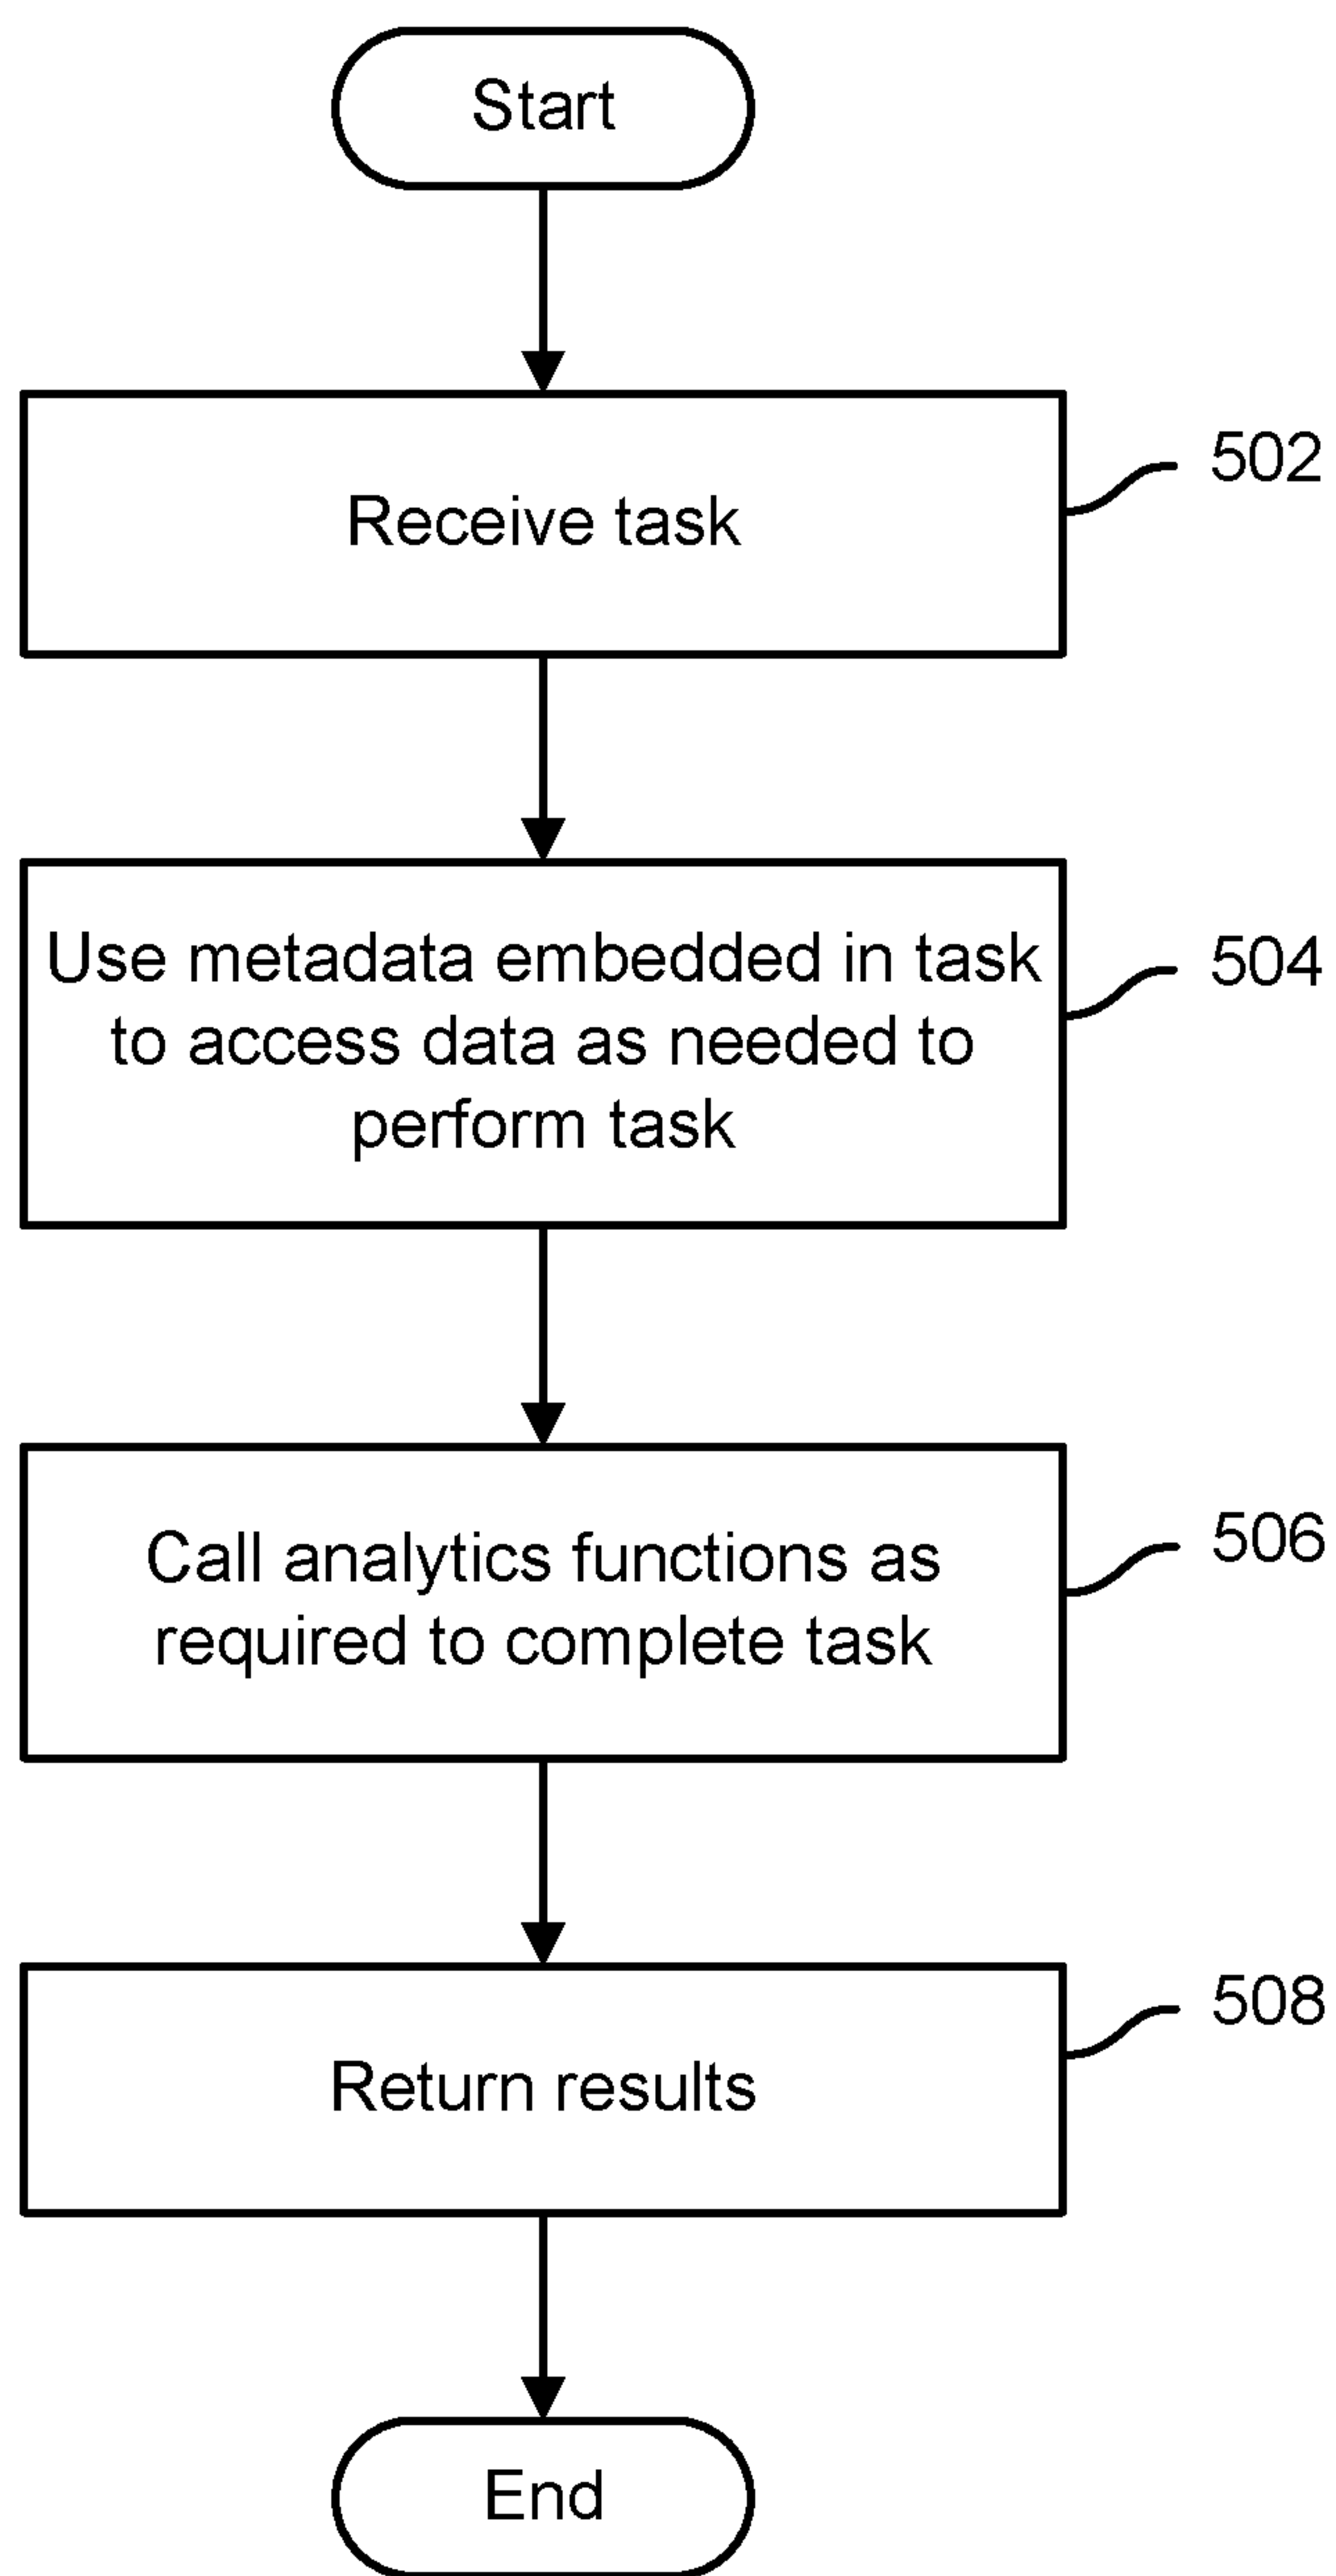 Start
Receive task
502
Use metadata embedded in task
to access data as needed to
perform task
504
Call analytics functions as
required to complete task
506
Return results
508
End